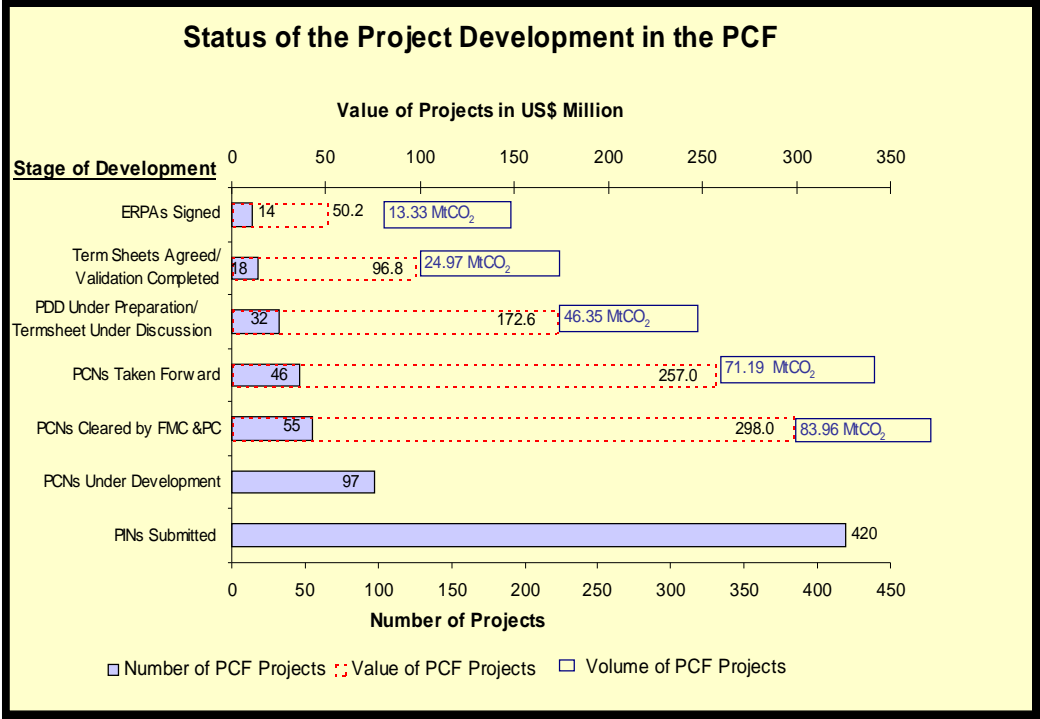 Status of the Project Development in the PCF
Value of Projects in US$ Million
Stage of Development
0 50 100 150 200 250 300 350
ERPAs Signed 14 50.2 13.33 MtCO2
Term Sheets Agreed/
Validation Completed
18 96.8 24.97 MtCO2
PDD Under Preparation/
Termsheet Under Discussion
32 172.6 46.35 MtCO2
PCNs Taken Forward 46 257.0 71.19 MtCO2
PCNs Cleared by FMC &PC 55 298.0 83.96 MtCO2
PCNs Under Development 97
PINs Submitted 420
0 50 100 150 200 250 300 350 400 450
Number of Projects
Number of PCF Projects Value of PCF Projects Volume of PCF Projects